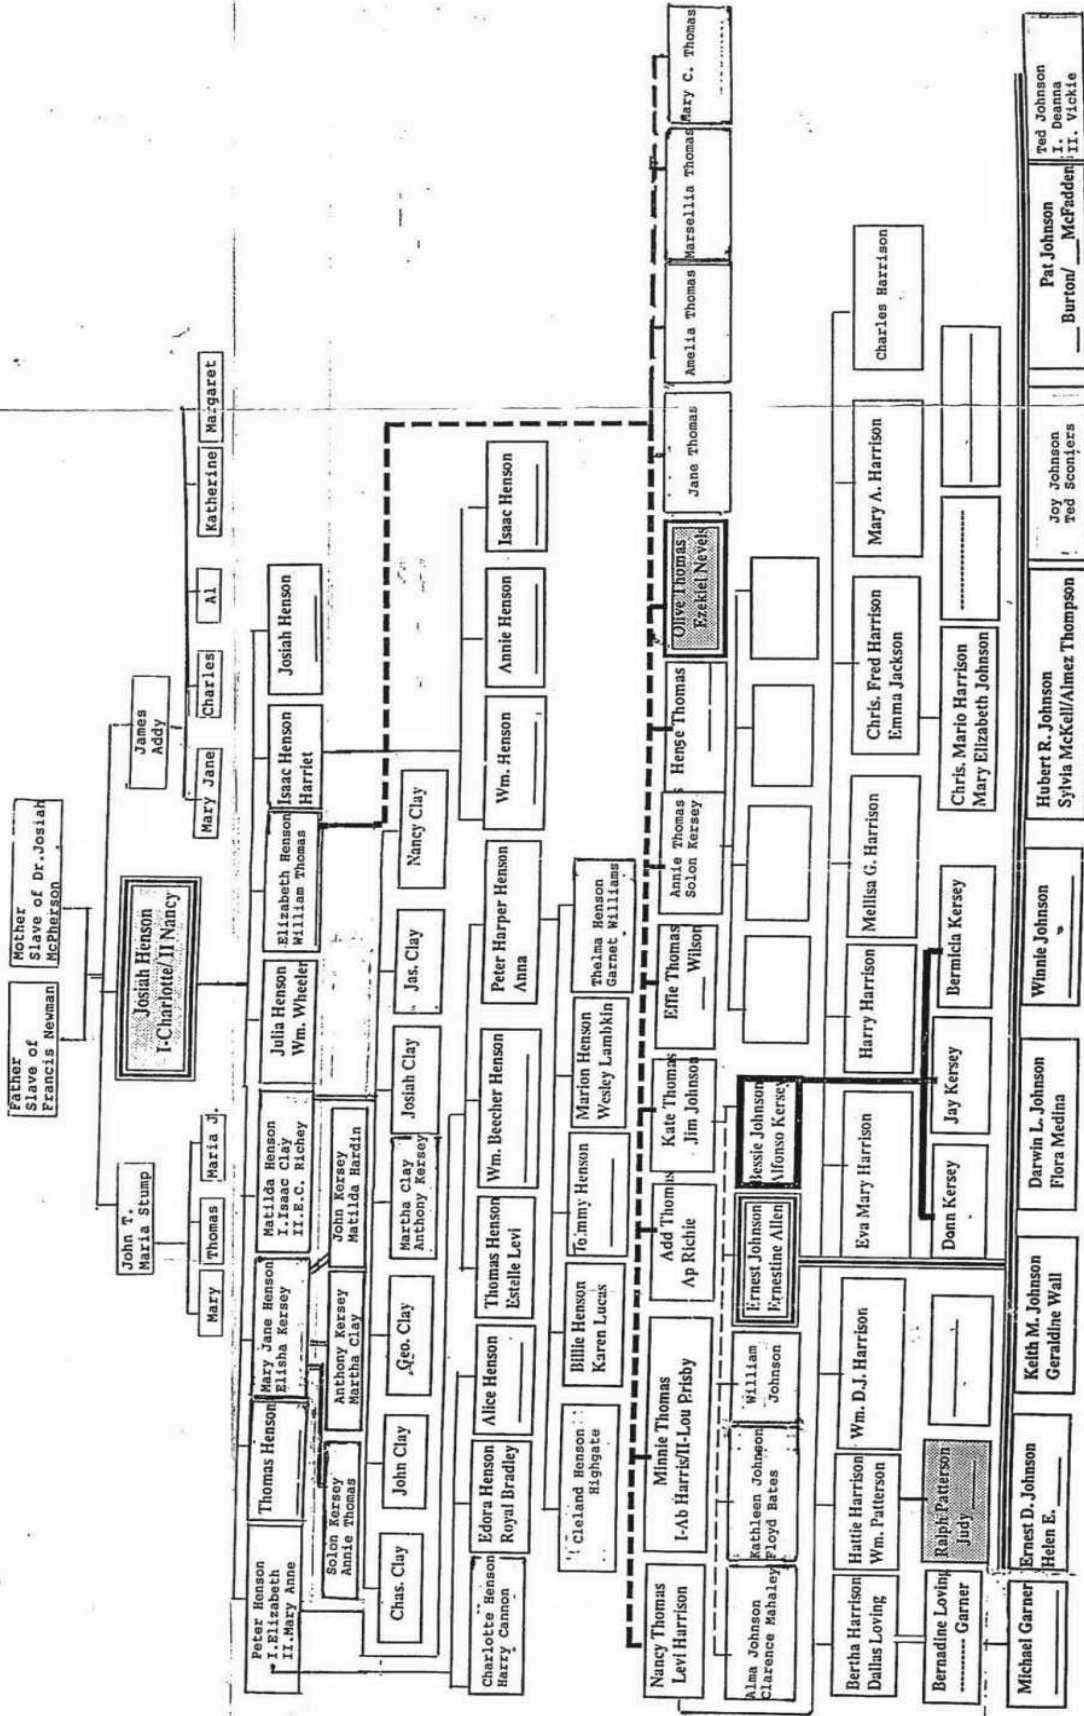 Father
Slave of
Francis Newman
Mother
Slave of Dr.Josiah
McPherson
John T.
Maria Stump
Josiah Henson
I-Charlotte/ II Nancy
James
Addy
Mary
Thomas
Maria J.
Mary Jane
Charles
Al
Katherine
Margaret
Peter Henson
I.Elizabeth
II.Mary Anne
Thomas Henson
Mary Jane Henson
Elisha Kersey
Matilda Henson
I.Isaac Clay
II.E.C. Richey
Julia Henson
Wm. Wheeler
Elizabeth Henson
William Thomas
Isaac Henson
Harriet
Josiah Henson
Solon Kersey
Annie Thomas
Anthony Kersey
Martha Clay
John Kersey
Matilda Hardin
Chas. Clay
John Clay
Geo. Clay
Martha Clay
Anthony Kersey
Josiah Clay
Jas. Clay
Nancy Clay
Charlotte Henson
Harry Cannon
Edora Henson
Royal Bradley
Alice Henson
Thomas Henson
Estelle Levi
Wm. Beecher Henson
Peter Harper Henson
Anna
Wm. Henson
Annie Henson
Isaac Henson
Cleland Henson
Highgate
Billie Henson
Karen Lucas
Tommy Henson
Marion Henson
Wesley Lambkin
Thelma Henson
Garnet Williams
Nancy Thomas
Levi Harrison
Minnie Thomas
I-Ab Harris/II-Lou Prisby
Add Thomas
Ap Richie
Kate Thomas
Jim Johnson
Effie Thomas
Wilson
Annie Thomas
Solon Kersey
Hense Thomas
Olive Thomas
Ezekiel Nevels
Jane Thomas
Amelia Thomas
Marsellia Thomas
Mary C. Thomas
Alma Johnson
Clarence Mahaley
Kathleen Johnson
Floyd Bates
William
Johnson
Ernest Johnson
Ernestine Allen
Bessie Johnson
Alfonso Kersey
Bertha Harrison
Dallas Loving
Hattie Harrison
Wm. Patterson
Wm. D.J. Harrison
Eva Mary Harrison
Harry Harrison
Mellisa G. Harrison
Chris. Fred Harrison
Emma Jackson
Mary A. Harrison
Charles Harrison
Bernadine Loving
Garner
Ralph Patterson
Judy
Donn Kersey
Jay Kersey
Bermicia Kersey
Chris. Mario Harrison
Mary Elizabeth Johnson
Michael Garner
Ernest D. Johnson
Helen E.
Keith M. Johnson
Geraldine Wall
Darwin L. Johnson
Flora Medina
Winnie Johnson
Hubert R. Johnson
Sylvia McKell/Almez Thompson
Joy Johnson
Ted Sconiers
Pat Johnson
Burton/ McFadden
Ted Johnson
I. Deanna
II. Vickie